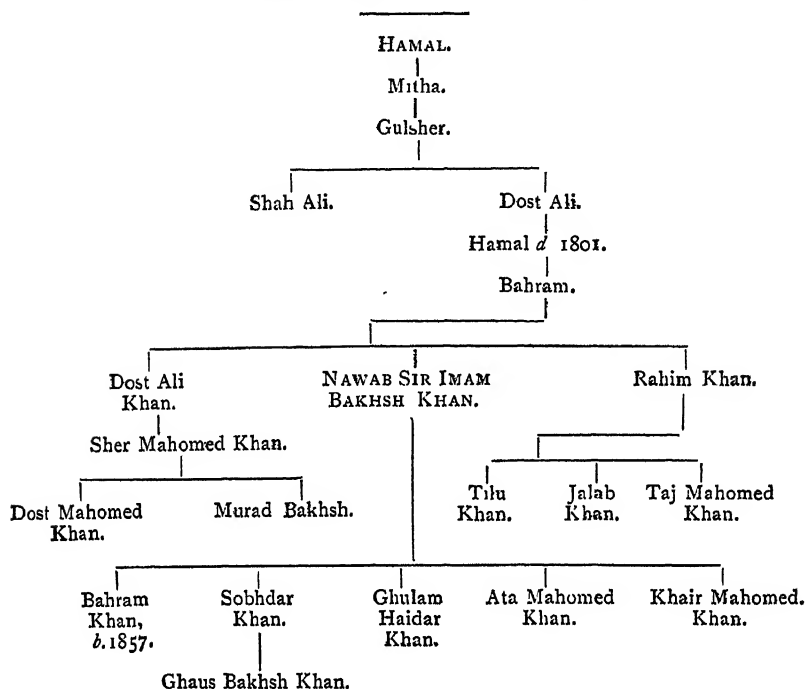 HAMAL.
Mitha.
Gulsher.
Shah Ali. Dost Ali.
Hamal d 1801.
Bahram.
Dost Ali NAWAB SIR IMAM Rahim Khan.
Khan. BAKHSH KHAN.
Sher Mahomed Khan.
Dost Mahomed Murad Bakhsh. Tilu Jalab Taj Mahomed
Khan. Khan. Khan. Khan.
Bahram Sobhdar Ghulam Ata Mahomed Khair Mahomed.
Khan, Khan. Haidar Khan. Khan.
b. 1857. Khan.
Ghaus Bakhsh Khan.